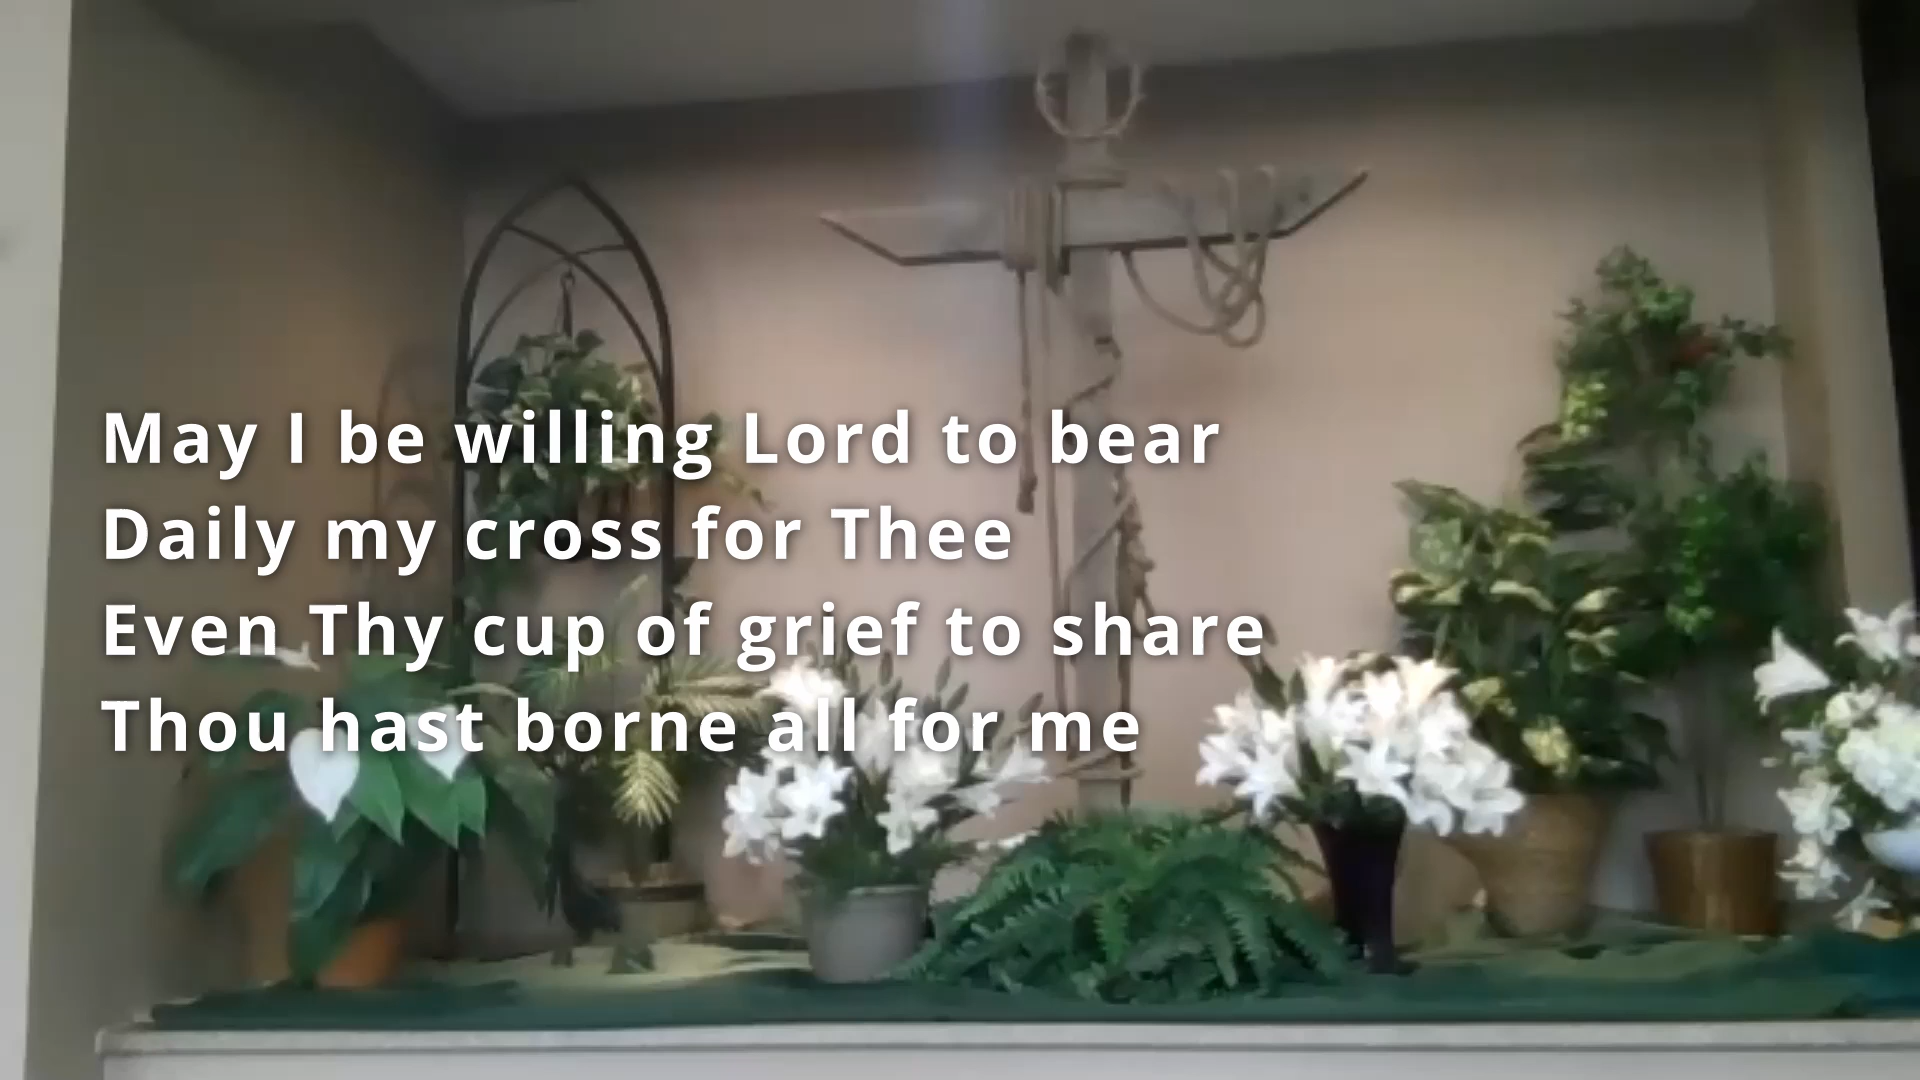 May I be willing Lord to bear
Daily my cross for Thee
Even Thy cup of grief to share
Thou hast borne all for me